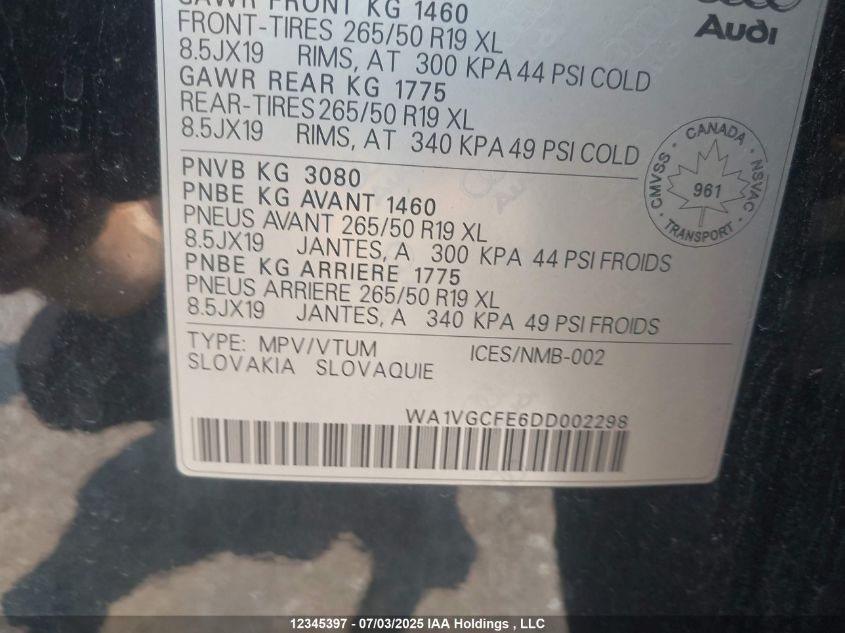 GAWR FRONT KG 1460
FRONT-TIRES 265/50 R19 XL
8.5JX19 RIMS, AT 300 KPA 44 PSI COLD
GAWR REAR KG 1775
REAR-TIRES 265/50 R19 XL
8.5JX19 RIMS, AT 340 KPA 49 PSI COLD
Audi
CANADA
CMVSS
NSVAC
961
TRANSPORT
PNVB KG 3080
PNBE KG AVANT 1460
PNEUS AVANT 265/50 R19 XL
8.5JX19 JANTES, A 300 KPA 44 PSI FROIDS
PNBE KG ARRIERE 1775
PNEUS ARRIERE 265/50 R19 XL
8.5JX19 JANTES, A 340 KPA 49 PSI FROIDS
TYPE: MPV/VTUM ICES/NMB-002
SLOVAKIA SLOVAQUIE
WA1VGCFE6DD002298
12345397 - 07/03/2025 IAA Holdings , LLC